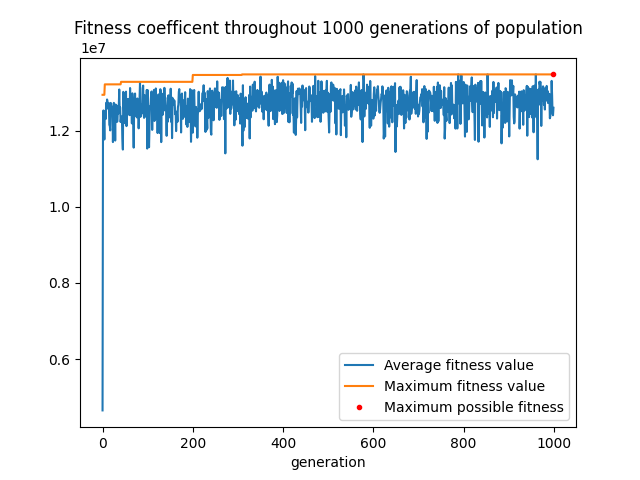 Fitness coefficent throughout 1000 generations of population
1e7
1.2
1.0
0.8
0.6
0
200
400
600
800
1000
generation
Average fitness value
Maximum fitness value
Maximum possible fitness